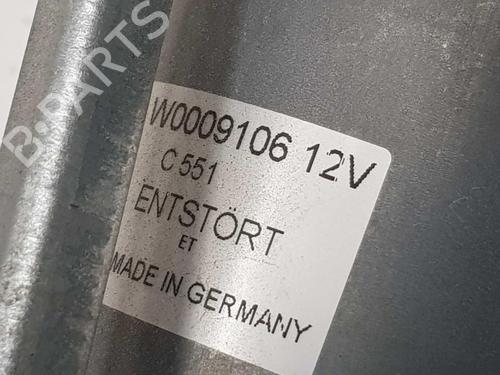 B-PARTS
W0009106 12V
C 551
ENTSTÖRT
ET
MADE IN GERMANY